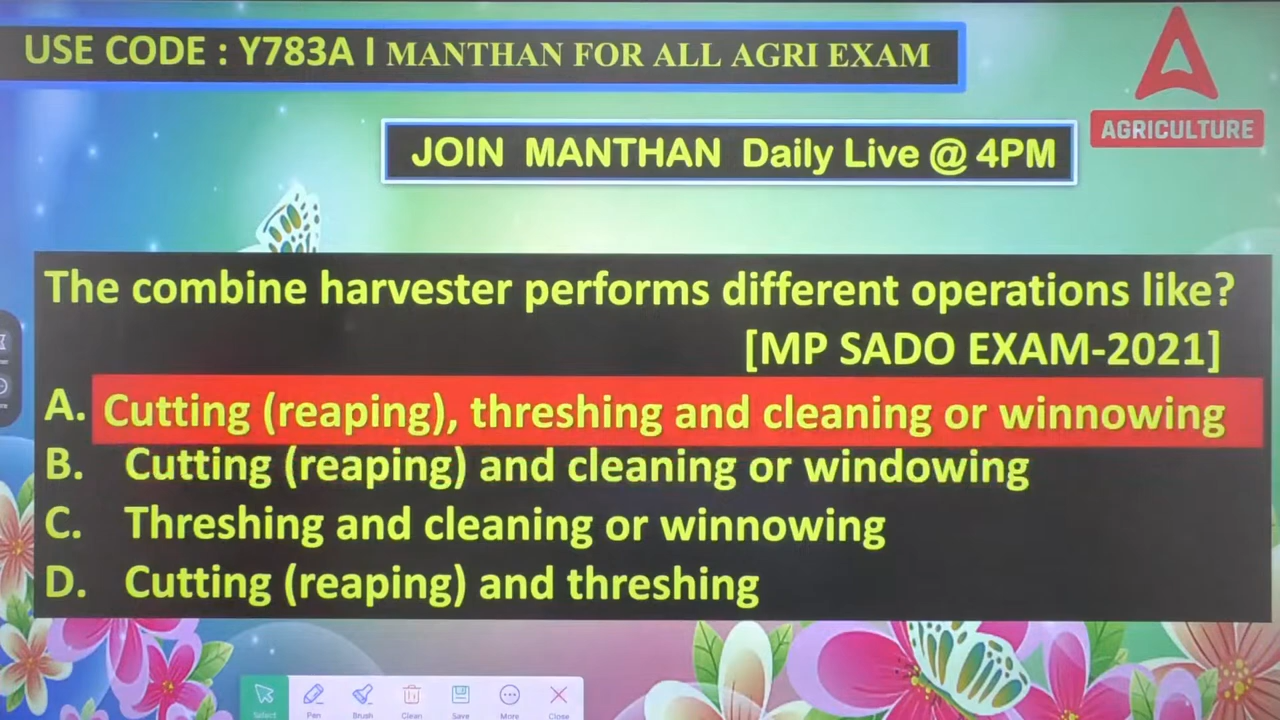 USE CODE : Y783A I MANTHAN FOR ALL AGRI EXAM
AGRICULTURE
JOIN MANTHAN Daily Live @ 4PM
The combine harvester performs different operations like?
[MP SADO EXAM-2021]
A. Cutting (reaping), threshing and cleaning or winnowing
B. Cutting (reaping) and cleaning or windowing
C. Threshing and cleaning or winnowing
D. Cutting (reaping) and threshing
Select Pen Brush Clean Save More Close